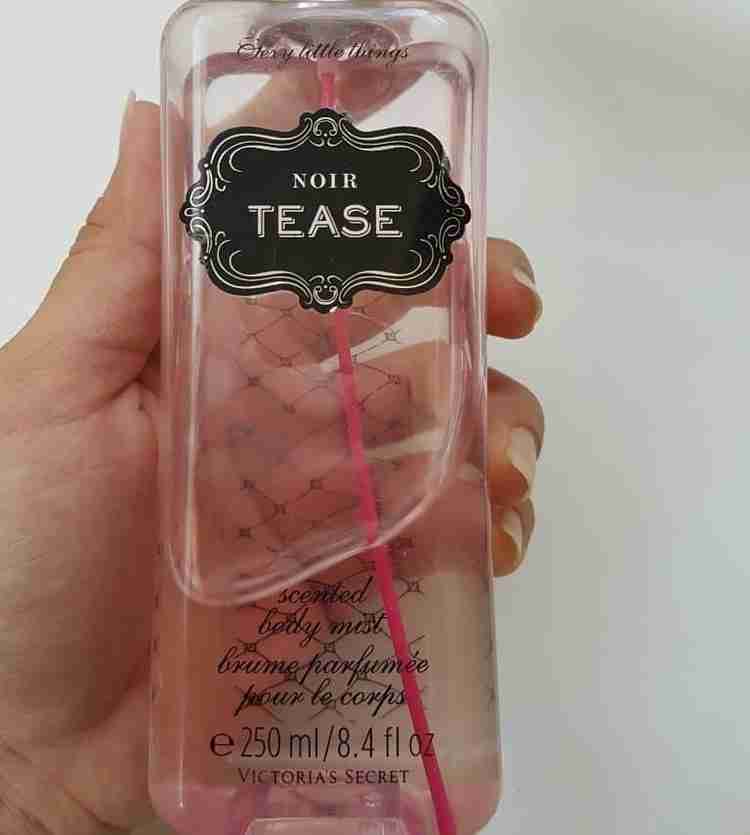 Sexy little things
NOIR
TEASE
scented
body mist
brume parfumée
pour le corps
e 250 ml/8.4 fl oz
VICTORIA'S SECRET